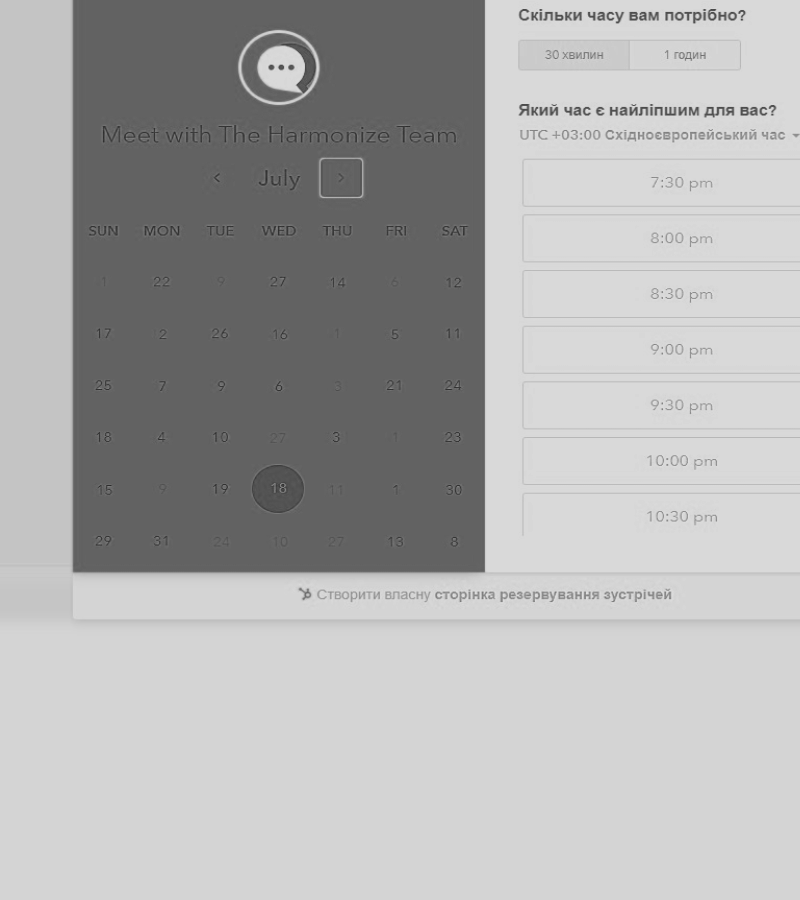 Meet with The Harmonize Team
July
SUN MON TUE WED THU FRI SAT
1 22 9 27 14 6 12
17 2 26 16 1 5 11
25 7 9 6 3 21 24
18 4 10 27 3 1 23
15 9 19 18 11 1 30
29 31 24 10 27 13 8
Скільки часу вам потрібно?
30 хвилин 1 годин
Який час є найліпшим для вас?
UTC +03:00 Східноєвропейський час
7:30 pm
8:00 pm
8:30 pm
9:00 pm
9:30 pm
10:00 pm
10:30 pm
Створити власну сторінка резервування зустрічей